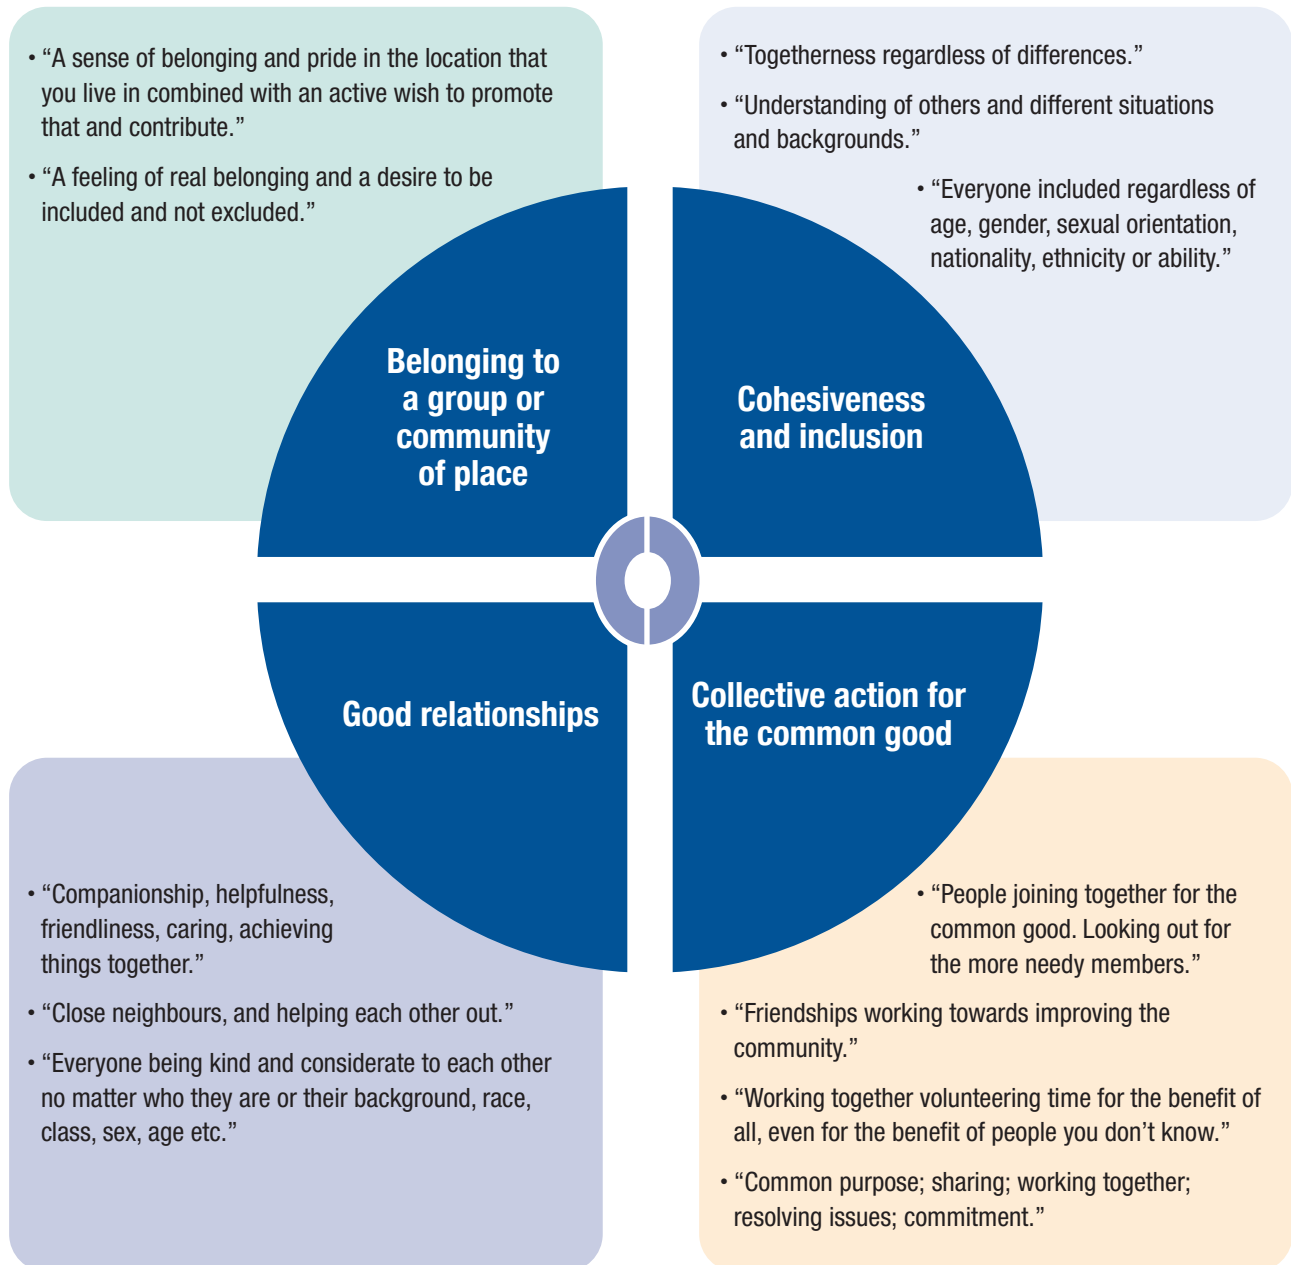 • “A sense of belonging and pride in the location that
you live in combined with an active wish to promote
that and contribute.”
• “A feeling of real belonging and a desire to be
included and not excluded.”
Belonging to
a group or
community
of place
• “Togetherness regardless of differences.”
• “Understanding of others and different situations
and backgrounds.”
• “Everyone included regardless of
age, gender, sexual orientation,
nationality, ethnicity or ability.”
Cohesiveness
and inclusion
Good relationships
• “Companionship, helpfulness,
friendliness, caring, achieving
things together.”
• “Close neighbours, and helping each other out.”
• “Everyone being kind and considerate to each other
no matter who they are or their background, race,
class, sex, age etc.”
Collective action for
the common good
• “People joining together for the
common good. Looking out for
the more needy members.”
• “Friendships working towards improving the
community.”
• “Working together volunteering time for the benefit of
all, even for the benefit of people you don’t know.”
• “Common purpose; sharing; working together;
resolving issues; commitment.”